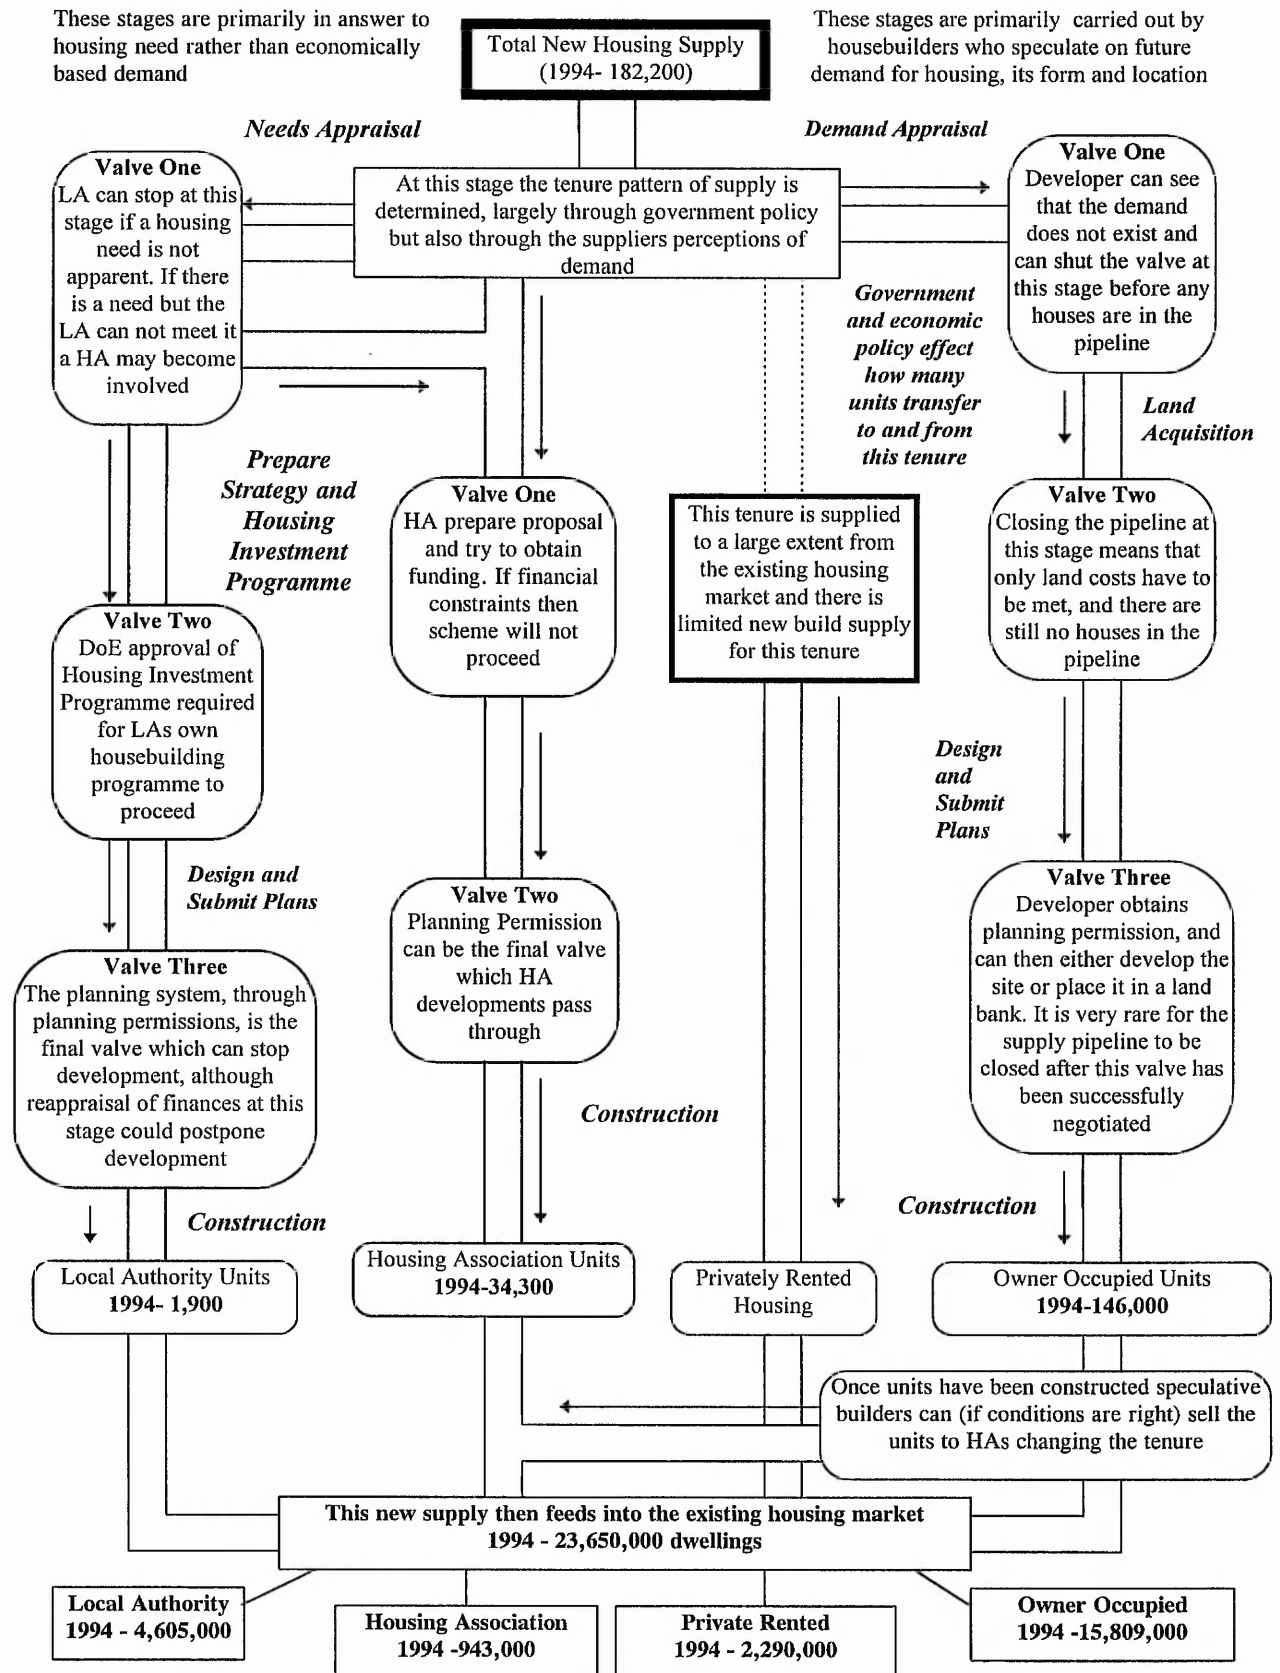 These stages are primarily in answer to
housing need rather than economically
based demand
Total New Housing Supply
(1994- 182,200)
These stages are primarily carried out by
housebuilders who speculate on future
demand for housing, its form and location
Needs Appraisal
Demand Appraisal
Valve One
LA can stop at this
stage if a housing
need is not
apparent. If there
is a need but the
LA can not meet it
a HA may become
involved
At this stage the tenure pattern of supply is
determined, largely through government policy
but also through the suppliers perceptions of
demand
Valve One
Developer can see
that the demand
does not exist and
can shut the valve at
this stage before any
houses are in the
pipeline
Government
and economic
policy effect
how many
units transfer
to and from
this tenure
Land
Acquisition
Prepare
Strategy and
Housing
Investment
Programme
Valve One
HA prepare proposal
and try to obtain
funding. If financial
constraints then
scheme will not
proceed
This tenure is supplied
to a large extent from
the existing housing
market and there is
limited new build supply
for this tenure
Valve Two
Closing the pipeline at
this stage means that
only land costs have to
be met, and there are
still no houses in the
pipeline
Valve Two
DoE approval of
Housing Investment
Programme required
for LAs own
housebuilding
programme to
proceed
Design
and
Submit
Plans
Design and
Submit Plans
Valve Two
Planning Permission
can be the final valve
which HA
developments pass
through
Valve Three
Developer obtains
planning permission, and
can then either develop the
site or place it in a land
bank. It is very rare for the
supply pipeline to be
closed after this valve has
been successfully
negotiated
Valve Three
The planning system, through
planning permissions, is the
final valve which can stop
development, although
reappraisal of finances at this
stage could postpone
development
Construction
Construction
Construction
Local Authority Units
1994- 1,900
Housing Association Units
1994-34,300
Privately Rented
Housing
Owner Occupied Units
1994-146,000
Once units have been constructed speculative
builders can (if conditions are right) sell the
units to HAs changing the tenure
This new supply then feeds into the existing housing market
1994 - 23,650,000 dwellings
Local Authority
1994 - 4,605,000
Housing Association
1994 -943,000
Private Rented
1994 - 2,290,000
Owner Occupied
1994 -15,809,000